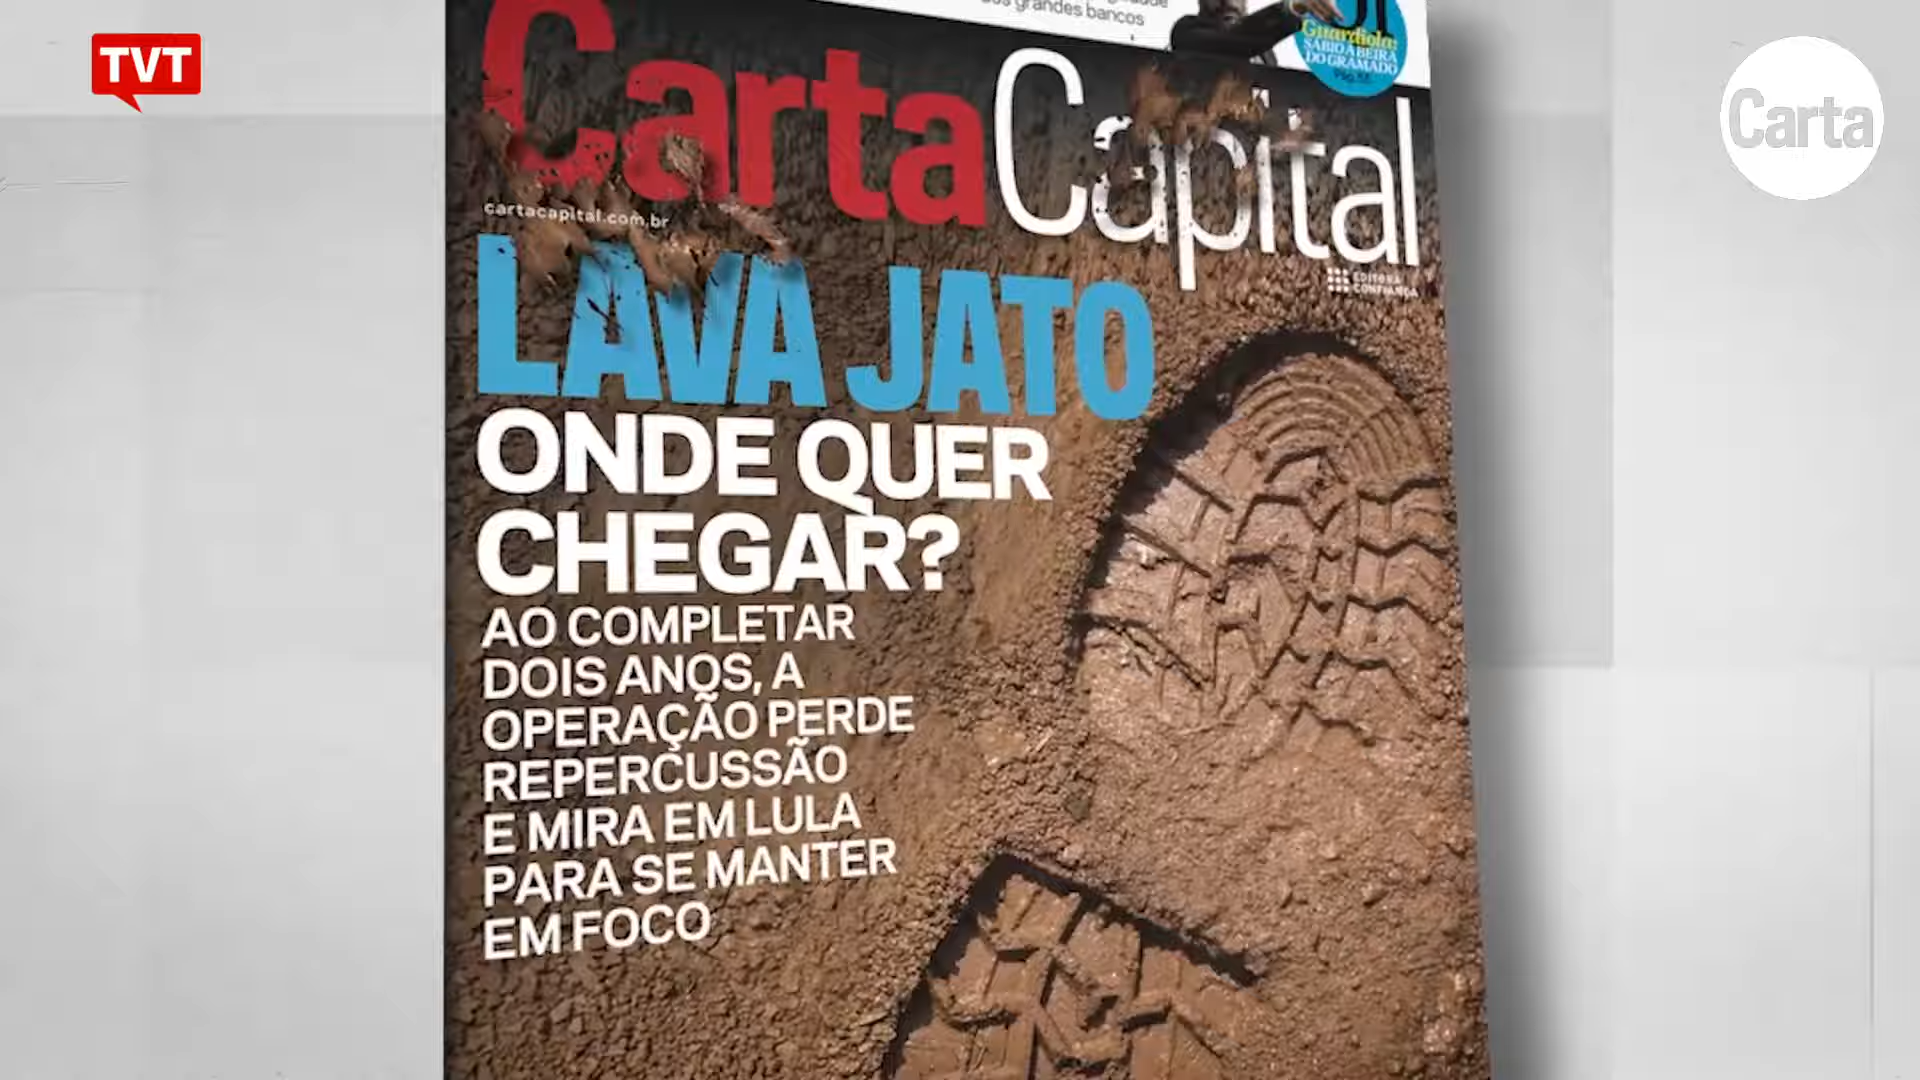 TVT
grandes bancos
Guardiola:
SÁBIO À BEIRA
DO GRAMADO
CartaCapital
Carta
cartacapital.com.br
EDITORA
CONFIANÇA
LAVA JATO
ONDE QUER
CHEGAR?
AO COMPLETAR
DOIS ANOS, A
OPERAÇÃO PERDE
REPERCUSSÃO
E MIRA EM LULA
PARA SE MANTER
EM FOCO